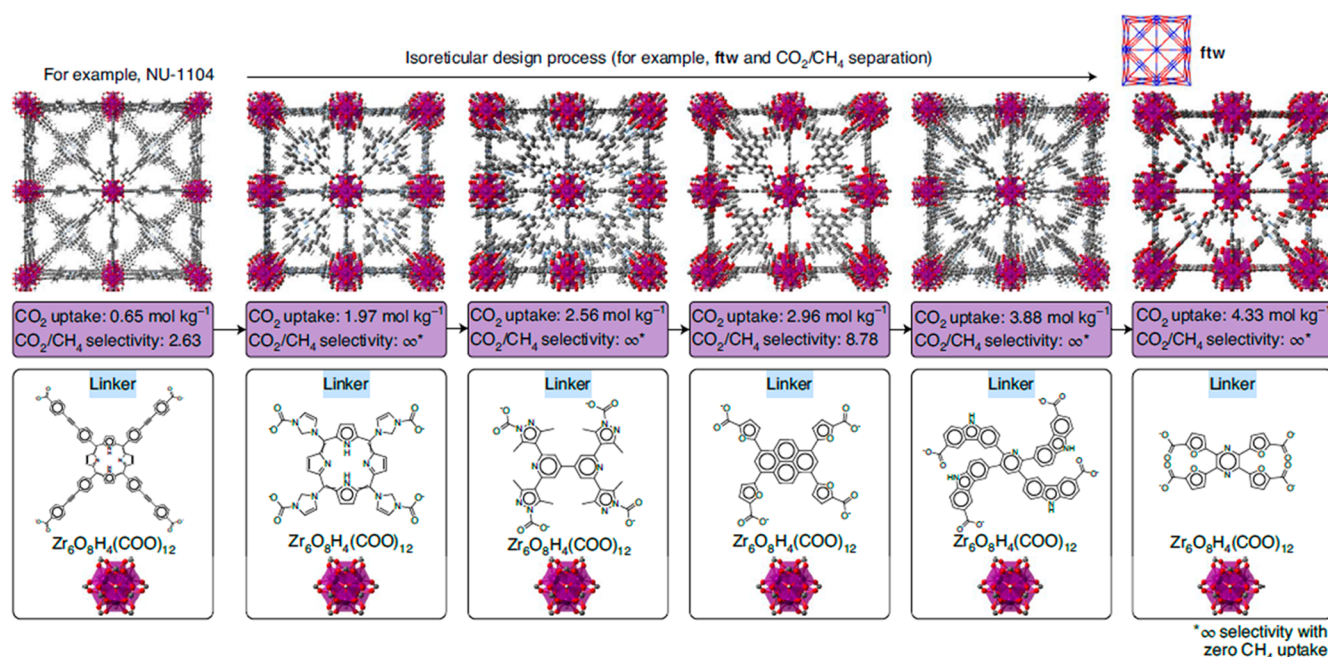 Isoreticular design process (for example, ftw and CO₂/CH₄ separation)
ftw
For example, NU-1104
CO₂ uptake: 0.65 mol kg⁻¹
CO₂/CH₄ selectivity: 2.63
CO₂ uptake: 1.97 mol kg⁻¹
CO₂/CH₄ selectivity: ∞*
CO₂ uptake: 2.56 mol kg⁻¹
CO₂/CH₄ selectivity: ∞*
CO₂ uptake: 2.96 mol kg⁻¹
CO₂/CH₄ selectivity: 8.78
CO₂ uptake: 3.88 mol kg⁻¹
CO₂/CH₄ selectivity: ∞*
CO₂ uptake: 4.33 mol kg⁻¹
CO₂/CH₄ selectivity: ∞*
Linker
Linker
Linker
Linker
Linker
Linker
Zr₆O₈H₄(COO)₁₂
Zr₆O₈H₄(COO)₁₂
Zr₆O₈H₄(COO)₁₂
Zr₆O₈H₄(COO)₁₂
Zr₆O₈H₄(COO)₁₂
Zr₆O₈H₄(COO)₁₂
*∞ selectivity with
zero CH₄ uptake